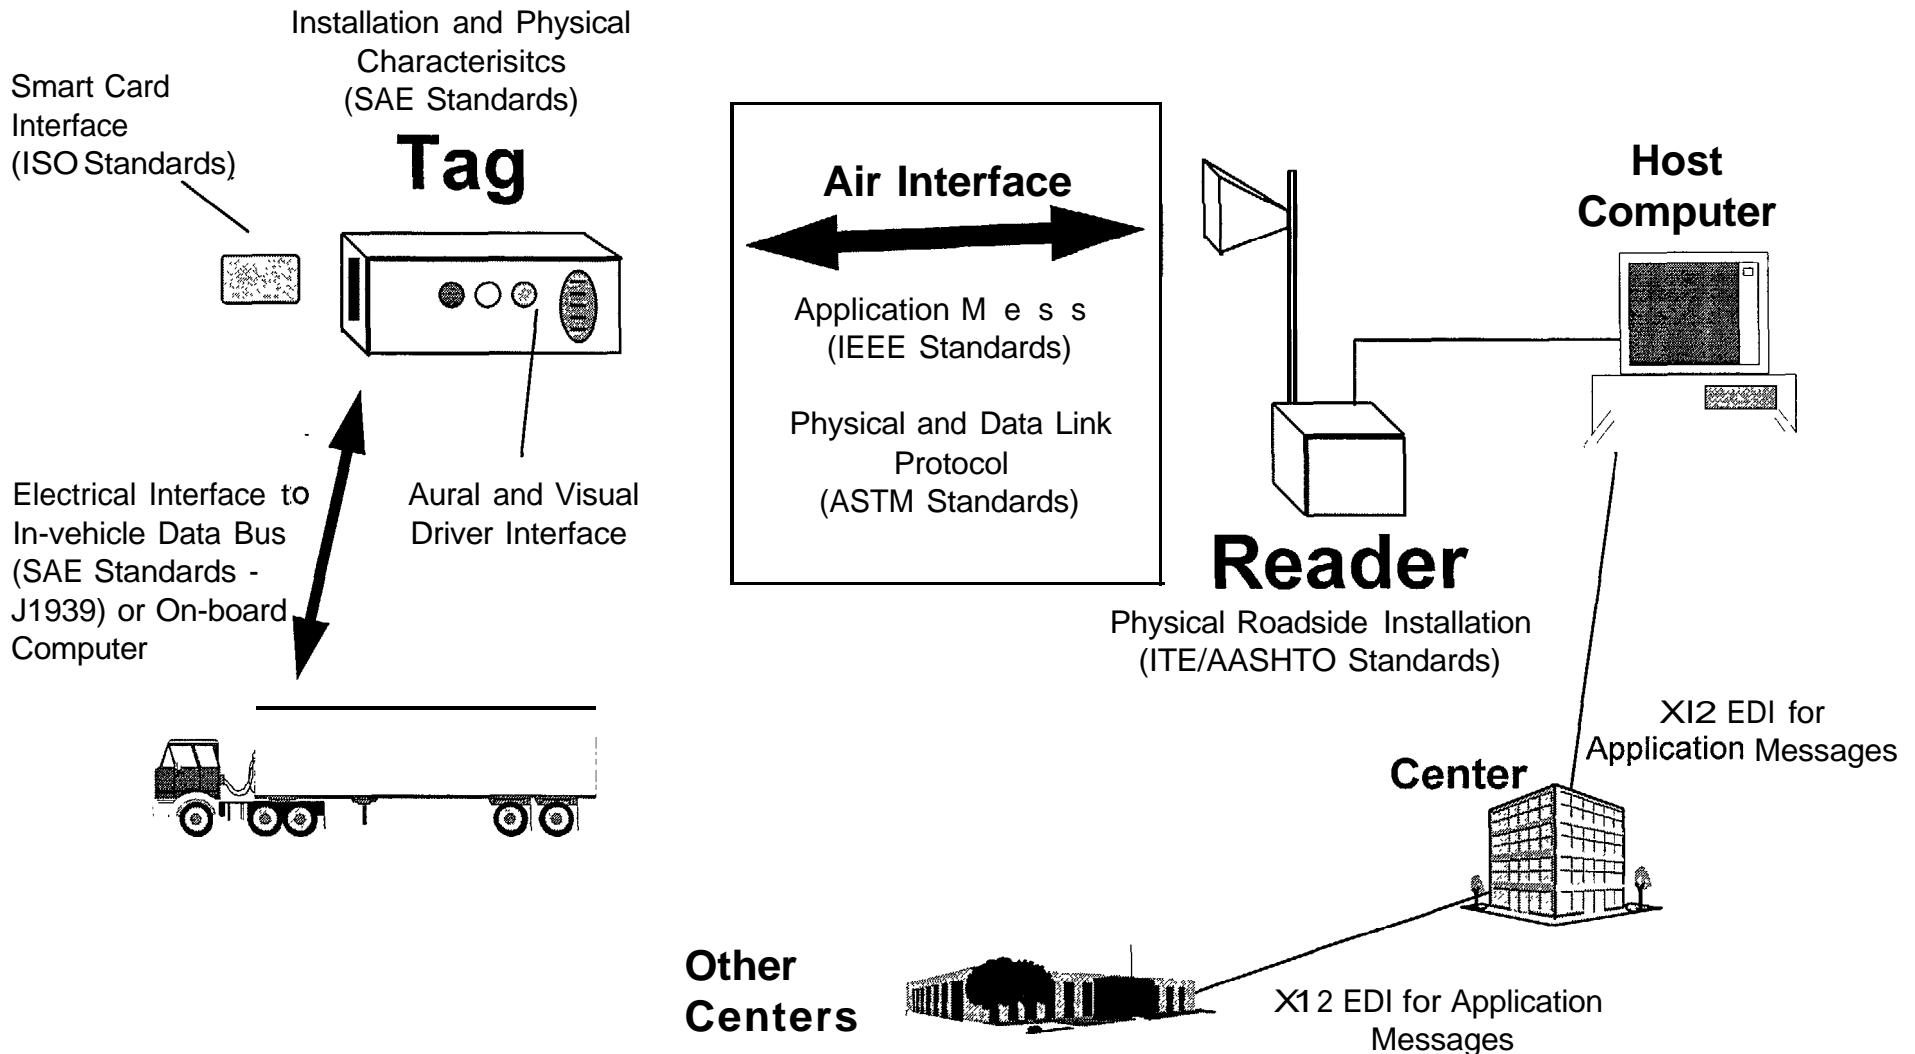 Installation and Physical
Characterisitcs
(SAE Standards)
Smart Card
Interface
(ISO Standards)
Tag
Air Interface
Application M e s s
(IEEE Standards)
Physical and Data Link
Protocol
(ASTM Standards)
Host
Computer
Electrical Interface to
In-vehicle Data Bus
(SAE Standards -
J1939) or On-board
Computer
Aural and Visual
Driver Interface
Reader
Physical Roadside Installation
(ITE/AASHTO Standards)
XI2 EDI for
Application Messages
Center
Other
Centers
X12 EDI for Application
Messages